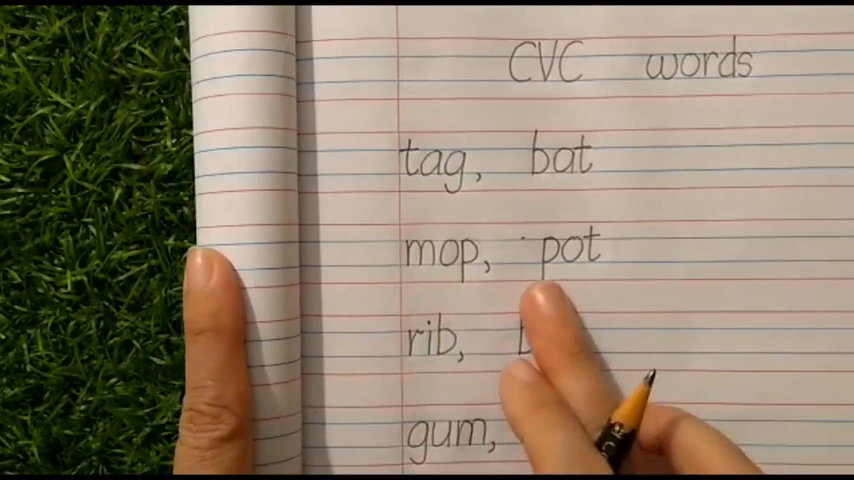 CVC words
tag, bat
mop, pot
rib,
gum,